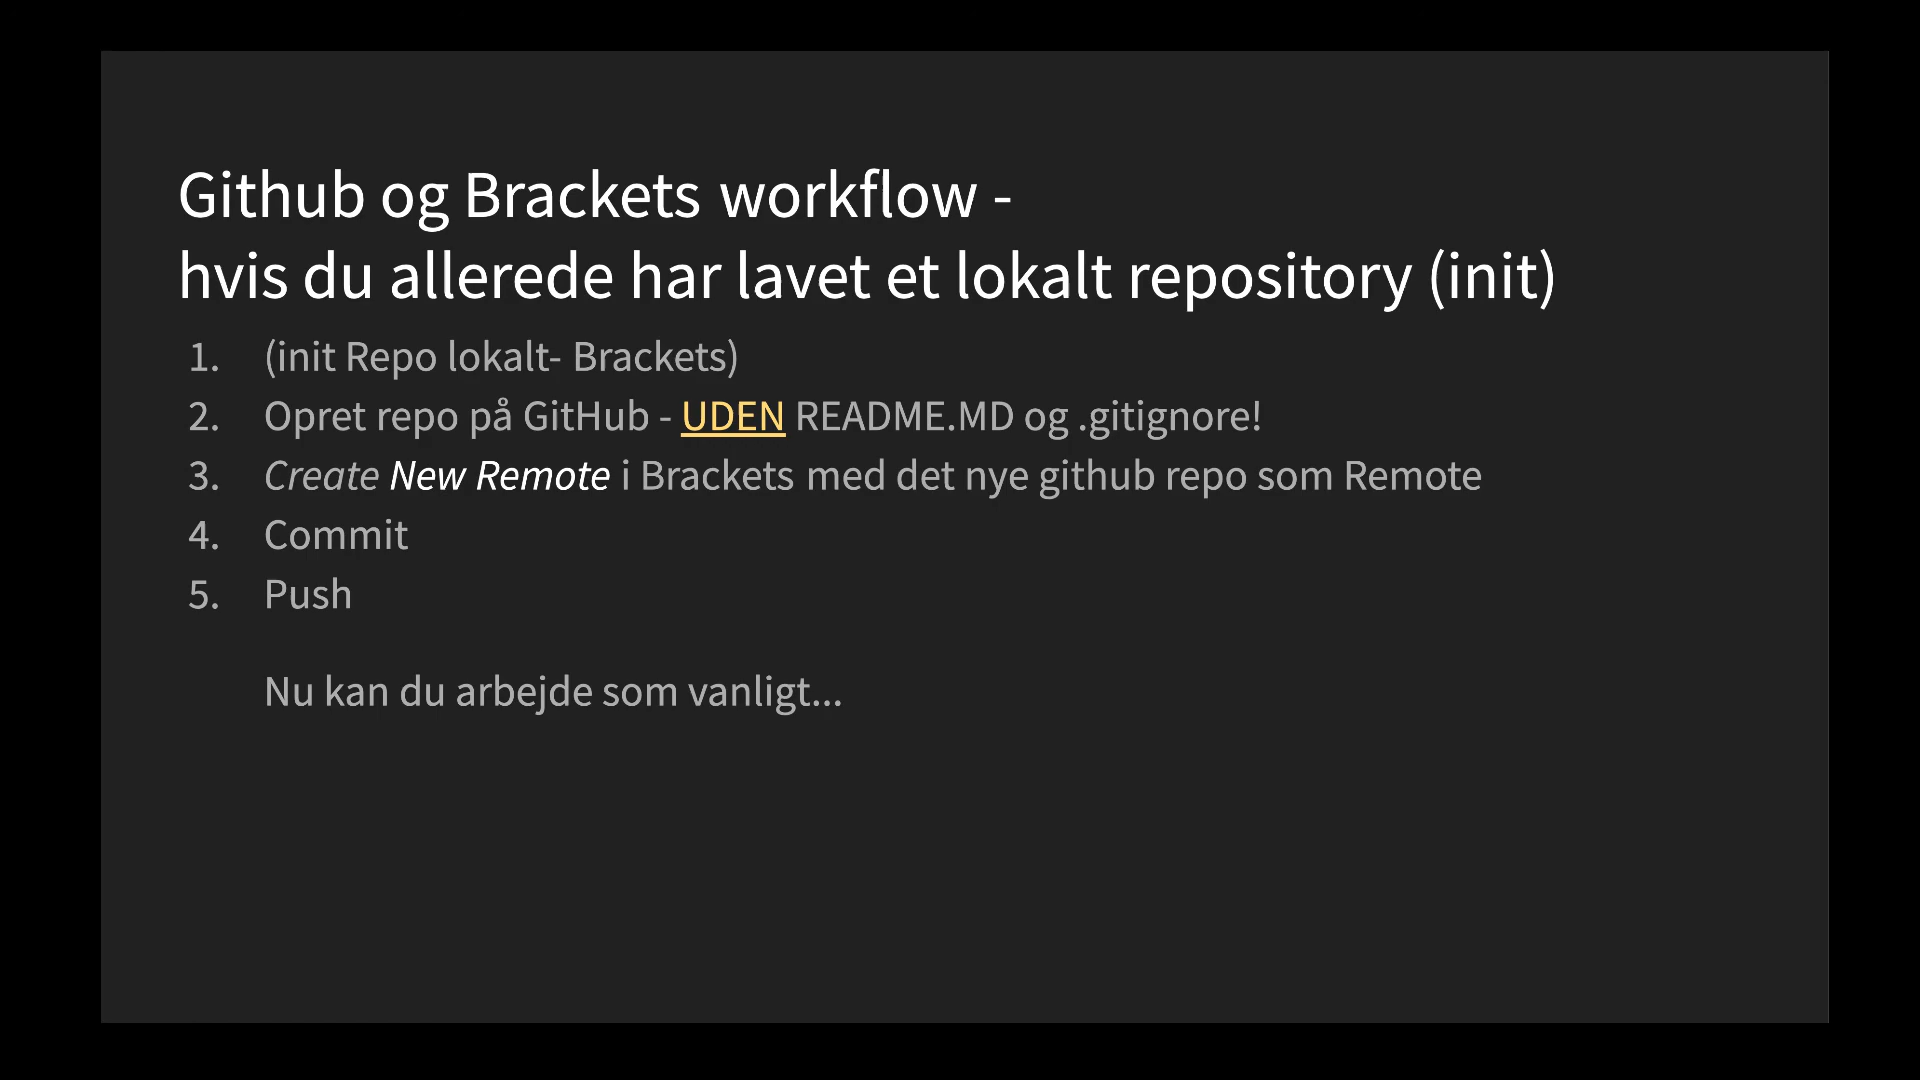 Github og Brackets workflow -
hvis du allerede har lavet et lokalt repository (init)
1. (init Repo lokalt- Brackets)
2. Opret repo på GitHub - UDEN README.MD og .gitignore!
3. Create New Remote i Brackets med det nye github repo som Remote
4. Commit
5. Push
Nu kan du arbejde som vanligt...